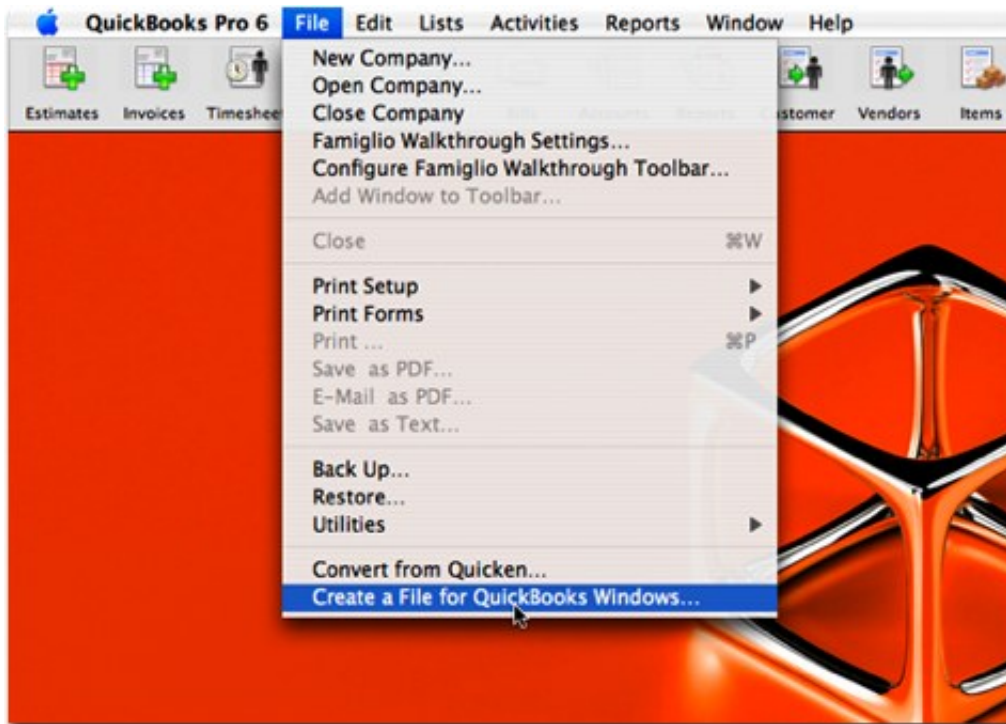 QuickBooks Pro 6 File Edit Lists Activities Reports Window Help
Estimates Invoices Timeshee stomer Vendors Items
New Company...
Open Company...
Close Company
Famiglio Walkthrough Settings...
Configure Famiglio Walkthrough Toolbar...
Add Window to Toolbar...
Close ⌘W
Print Setup
Print Forms
Print ... ⌘P
Save as PDF...
E-Mail as PDF...
Save as Text...
Back Up...
Restore...
Utilities
Convert from Quicken...
Create a File for QuickBooks Windows...